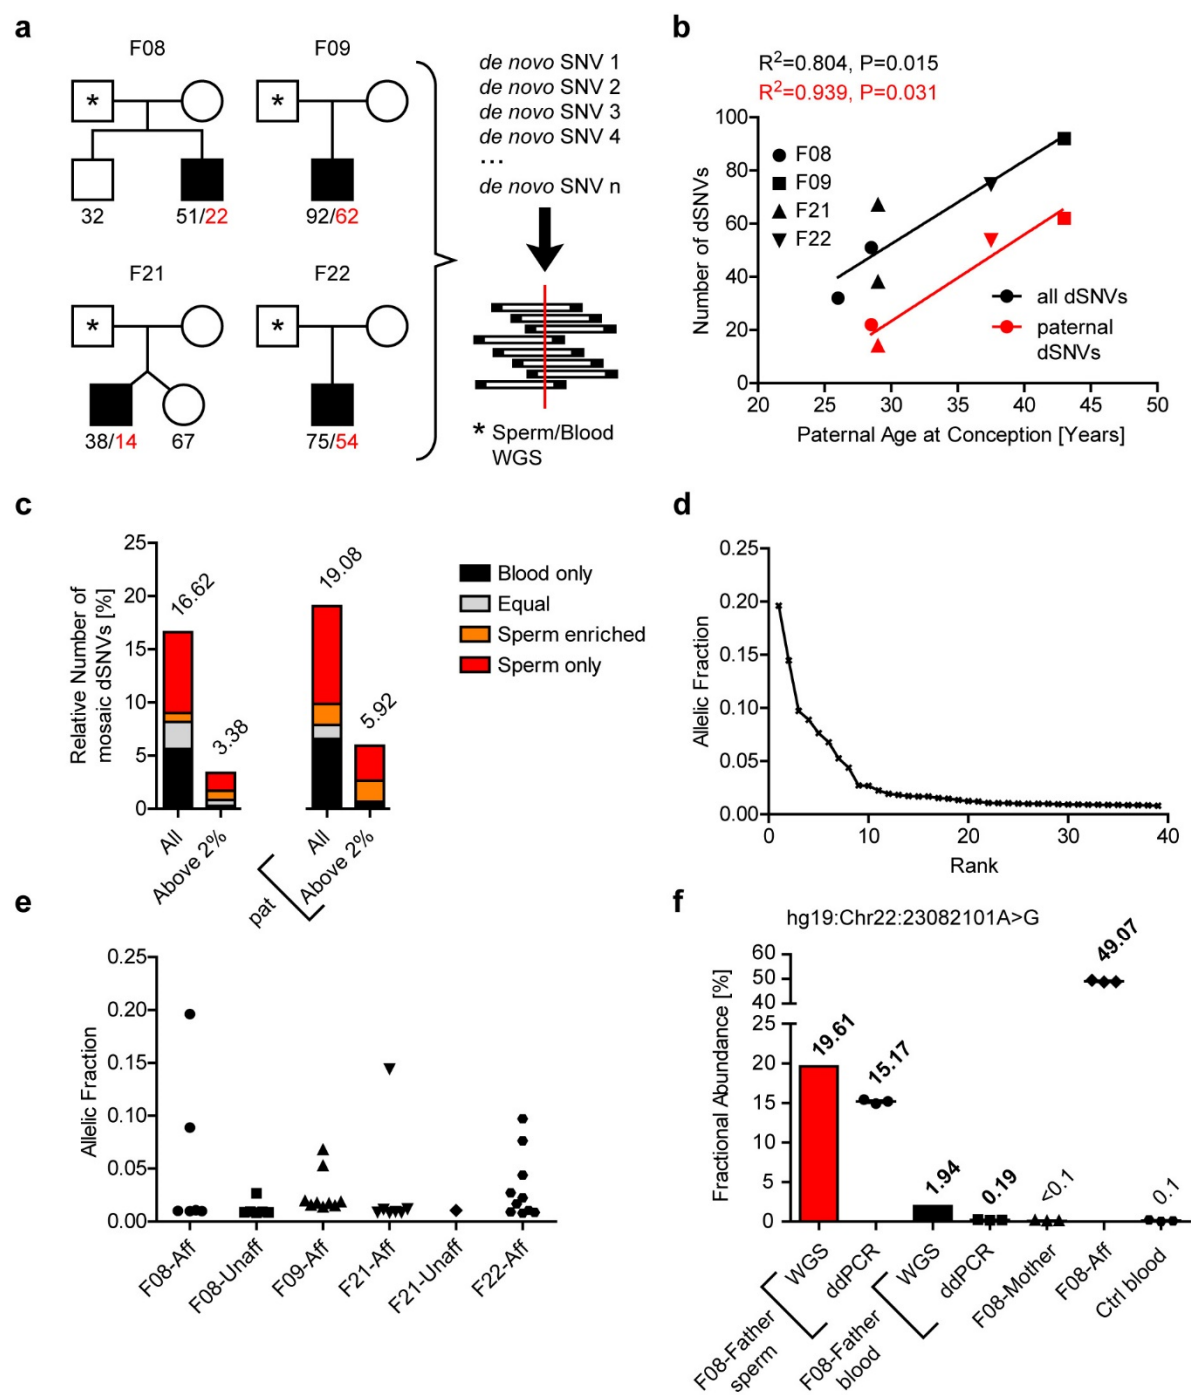 a
F08
F09
*
*
32
51/22
92/62
F21
F22
*
*
38/14
67
75/54
de novo SNV 1
de novo SNV 2
de novo SNV 3
de novo SNV 4
...
de novo SNV n
* Sperm/Blood
WGS
b
R²=0.804, P=0.015
R²=0.939, P=0.031
Number of dSNVs
100
80
60
40
20
0
F08
F09
F21
F22
all dSNVs
paternal
dSNVs
20 25 30 35 40 45 50
Paternal Age at Conception [Years]
c
Relative Number of
mosaic dSNVs [%]
25
20
15
10
5
0
16.62
3.38
19.08
5.92
All
Above 2%
All
Above 2%
pat
Blood only
Equal
Sperm enriched
Sperm only
d
Allelic Fraction
0.25
0.20
0.15
0.10
0.05
0.00
0 10 20 30 40
Rank
e
Allelic Fraction
0.25
0.20
0.15
0.10
0.05
0.00
F08-Aff
F08-Unaff
F09-Aff
F21-Aff
F21-Unaff
F22-Aff
f
hg19:Chr22:23082101A>G
Fractional Abundance [%]
60
50
40
25
20
15
10
5
0
19.61
15.17
1.94
0.19
<0.1
49.07
0.1
WGS
ddPCR
WGS
ddPCR
F08-Mother
F08-Aff
Ctrl blood
F08-Father
sperm
F08-Father
blood